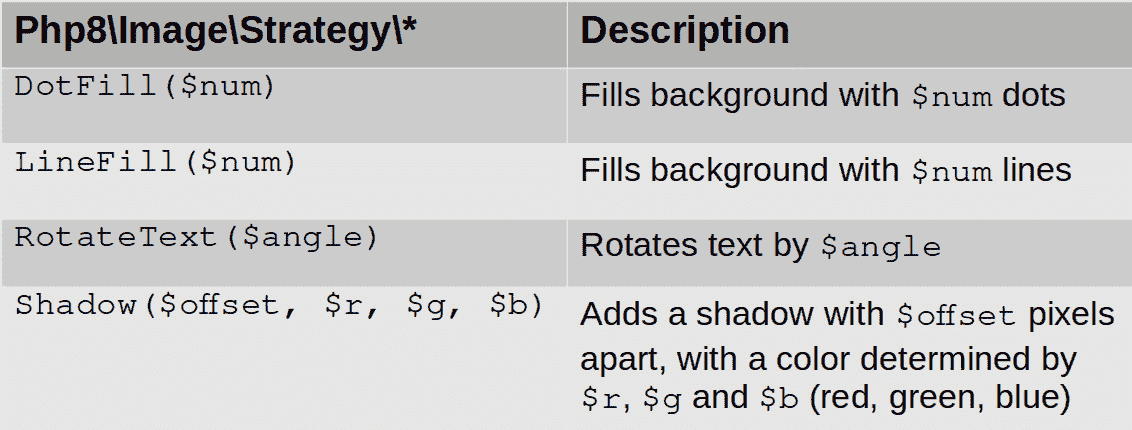 Php8\Image\Strategy\* Description
DotFill($num) Fills background with $num dots
LineFill($num) Fills background with $num lines
RotateText($angle) Rotates text by $angle
Shadow($offset, $r, $g, $b) Adds a shadow with $offset pixels
apart, with a color determined by
$r, $g and $b (red, green, blue)